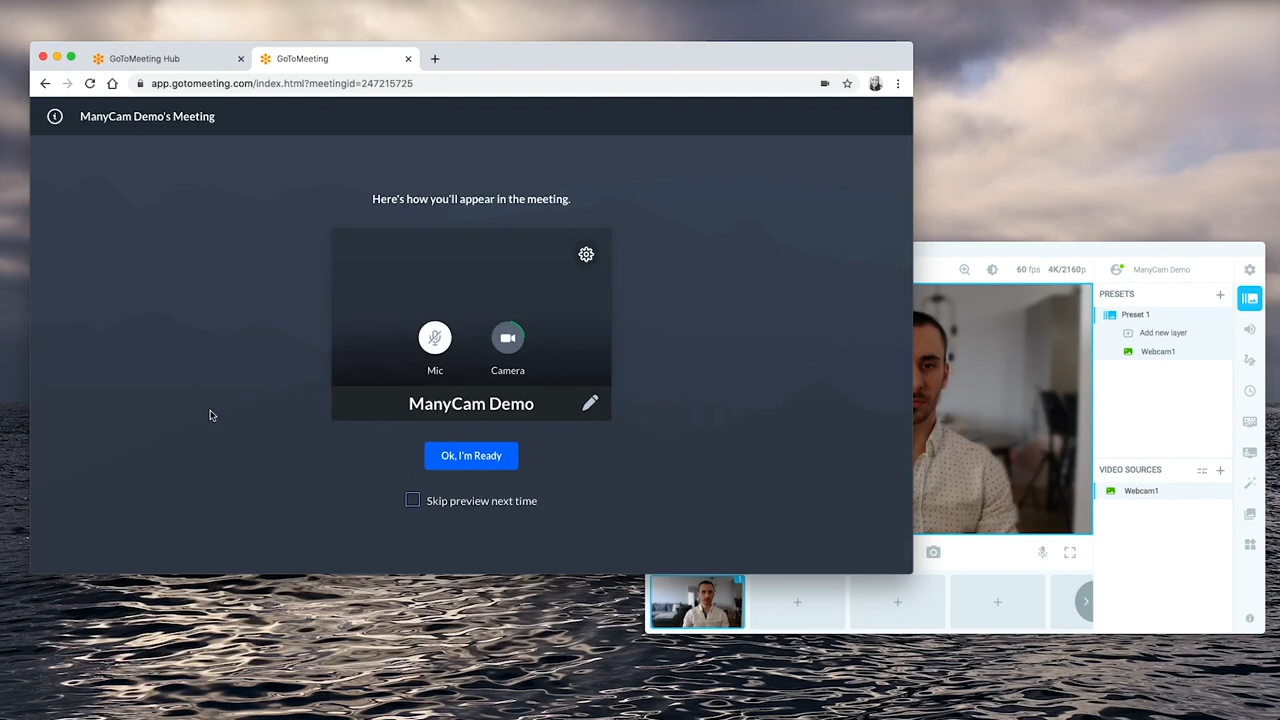 GoToMeeting Hub
GoToMeeting
app.gotomeeting.com/index.html?meetingid=247215725
ManyCam Demo's Meeting
Here's how you'll appear in the meeting.
Mic
Camera
ManyCam Demo
Ok, I'm Ready
Skip preview next time
60 fps 4K/2160p
ManyCam Demo
PRESETS
Preset 1
Add new layer
Webcam1
VIDEO SOURCES
Webcam1